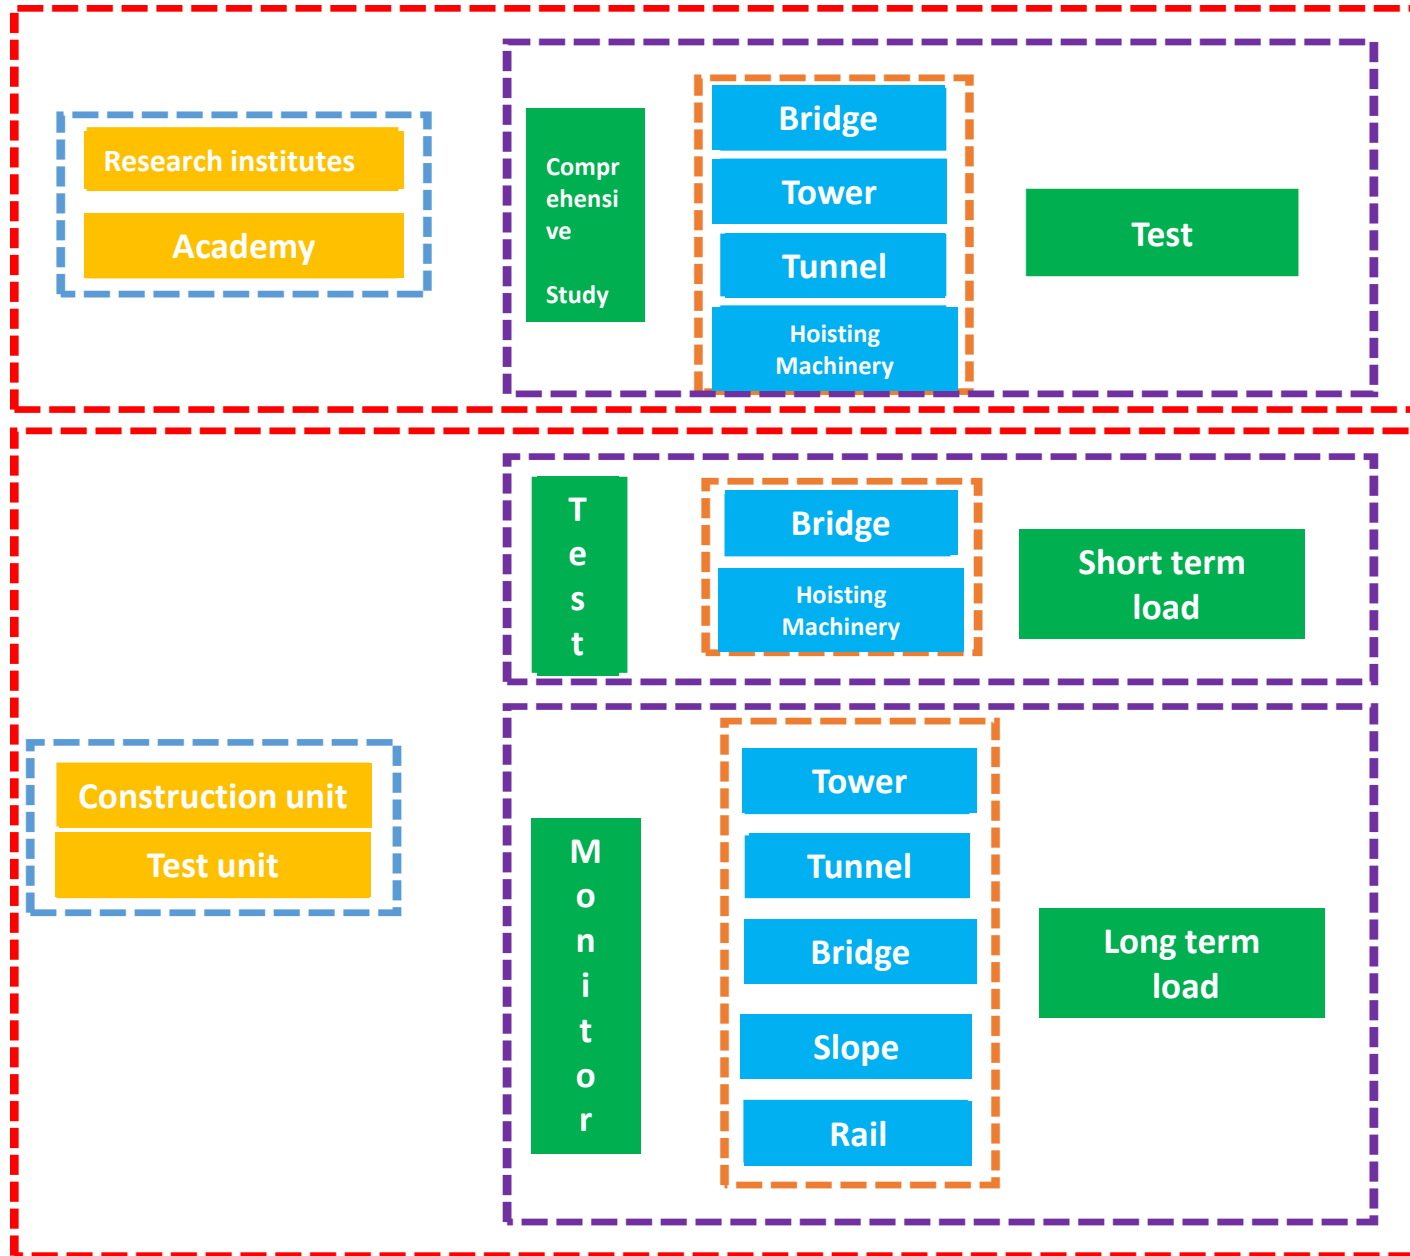 Research institutes
Academy
Compr
ehensi
ve
Study
Bridge
Tower
Tunnel
Hoisting
Machinery
Test
Construction unit
Test unit
T
e
s
t
Bridge
Hoisting
Machinery
Short term
load
M
o
n
i
t
o
r
Tower
Tunnel
Bridge
Slope
Rail
Long term
load